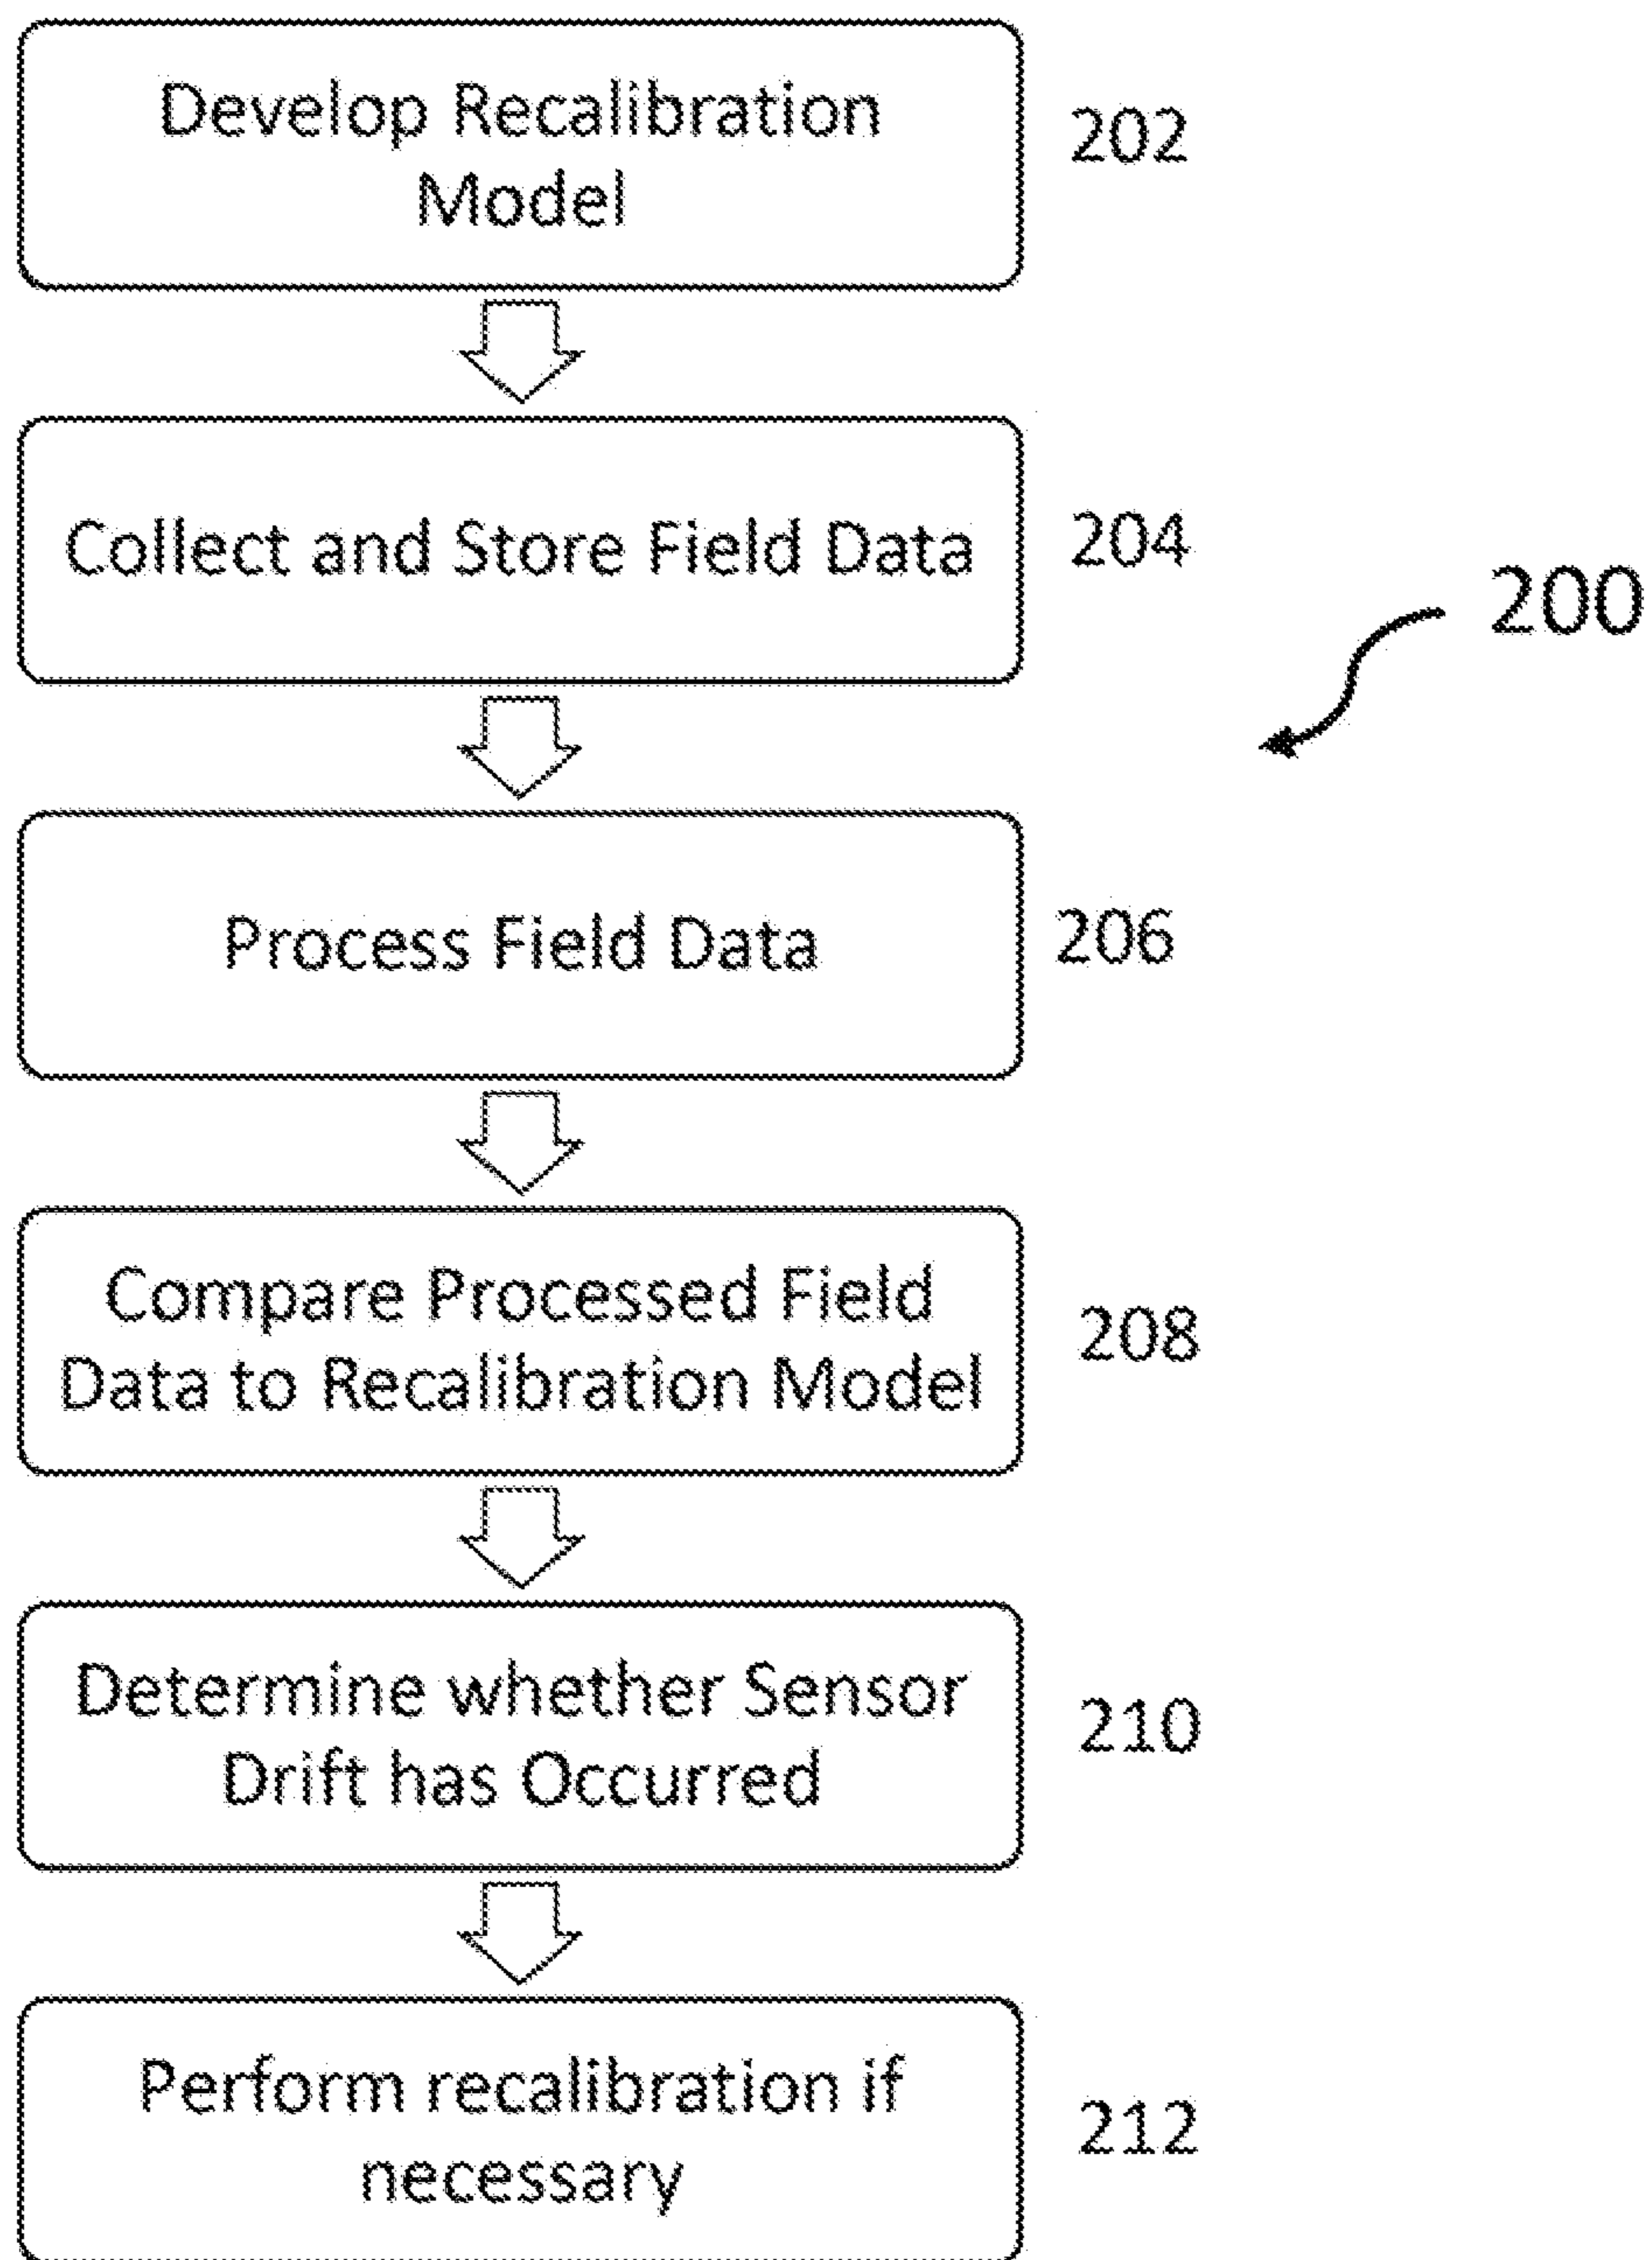 Develop Recalibration
Model
202
Collect and Store Field Data
204
200
Process Field Data
206
Compare Processed Field
Data to Recalibration Model
208
Determine whether Sensor
Drift has Occurred
210
Perform recalibration if
necessary
212